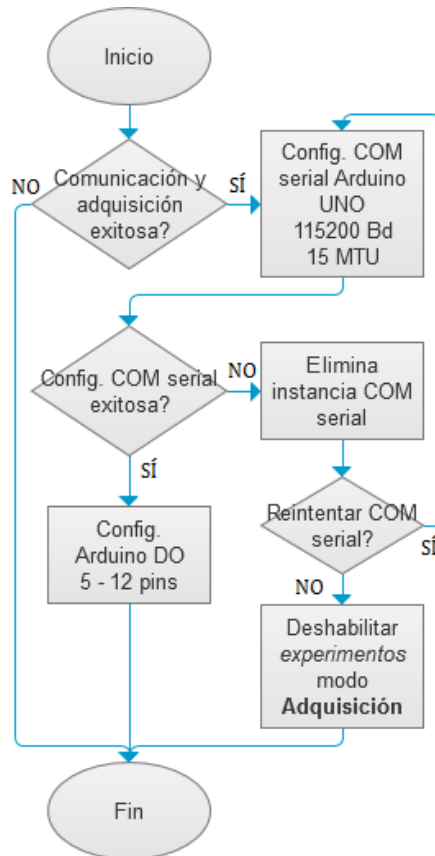 Inicio
NO
Comunicación y
adquisición
exitosa?
SÍ
Config. COM
serial Arduino
UNO
115200 Bd
15 MTU
Config. COM serial
exitosa?
NO
Elimina
instancia COM
serial
SÍ
Reintentar COM
serial?
SÍ
Config.
Arduino DO
5 - 12 pins
NO
Deshabilitar
experimentos
modo
Adquisición
Fin